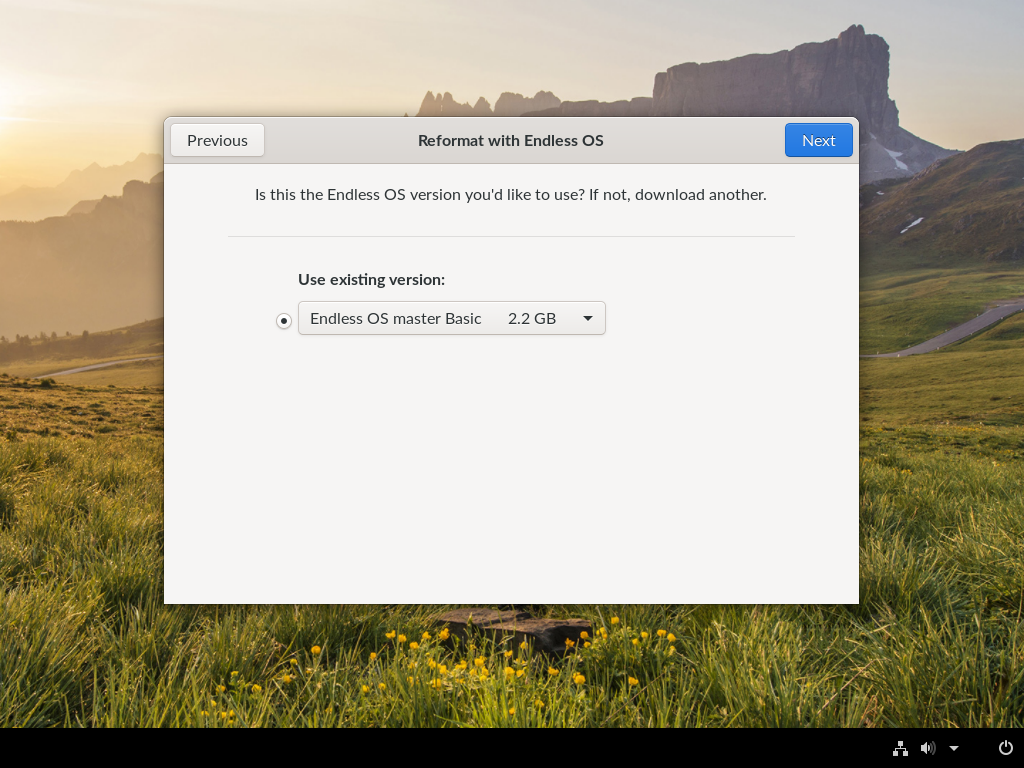 Previous
Reformat with Endless OS
Next
Is this the Endless OS version you'd like to use? If not, download another.
Use existing version:
Endless OS master Basic 2.2 GB